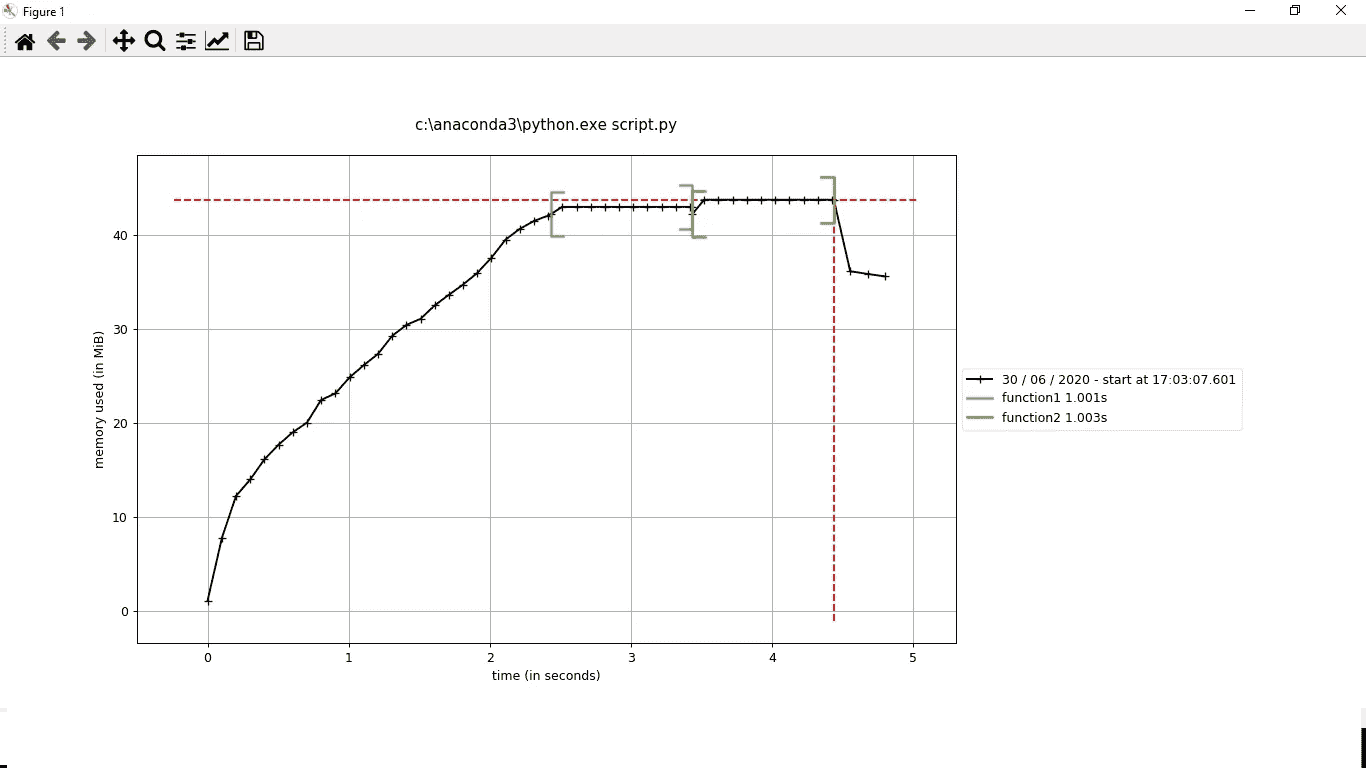 Figure 1
c:\anaconda3\python.exe script.py
40
30
20
10
0
memory used (in MiB)
0 1 2 3 4 5
time (in seconds)
30 / 06 / 2020 - start at 17:03:07.601
function1 1.001s
function2 1.003s